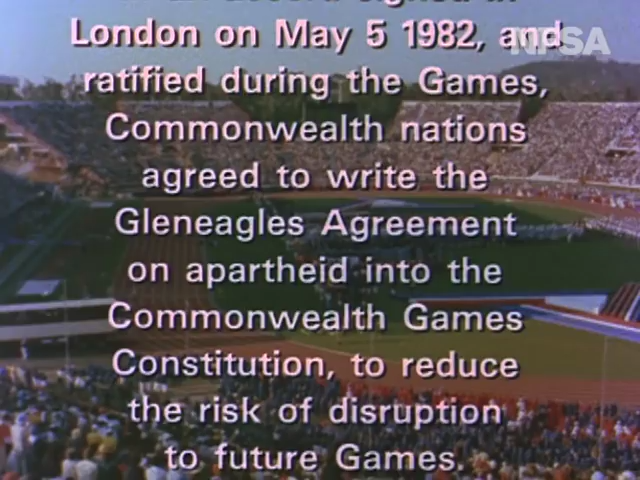 London on May 5 1982, and
ratified during the Games,
Commonwealth nations
agreed to write the
Gleneagles Agreement
on apartheid into the
Commonwealth Games
Constitution, to reduce
the risk of disruption
to future Games.
NFSA